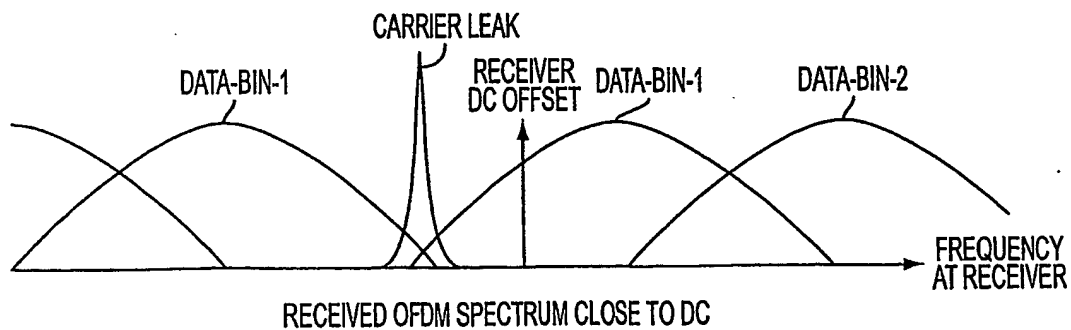 CARRIER LEAK
DATA-BIN-1
RECEIVER
DC OFFSET
DATA-BIN-1
DATA-BIN-2
FREQUENCY
AT RECEIVER
RECEIVED OFDM SPECTRUM CLOSE TO DC